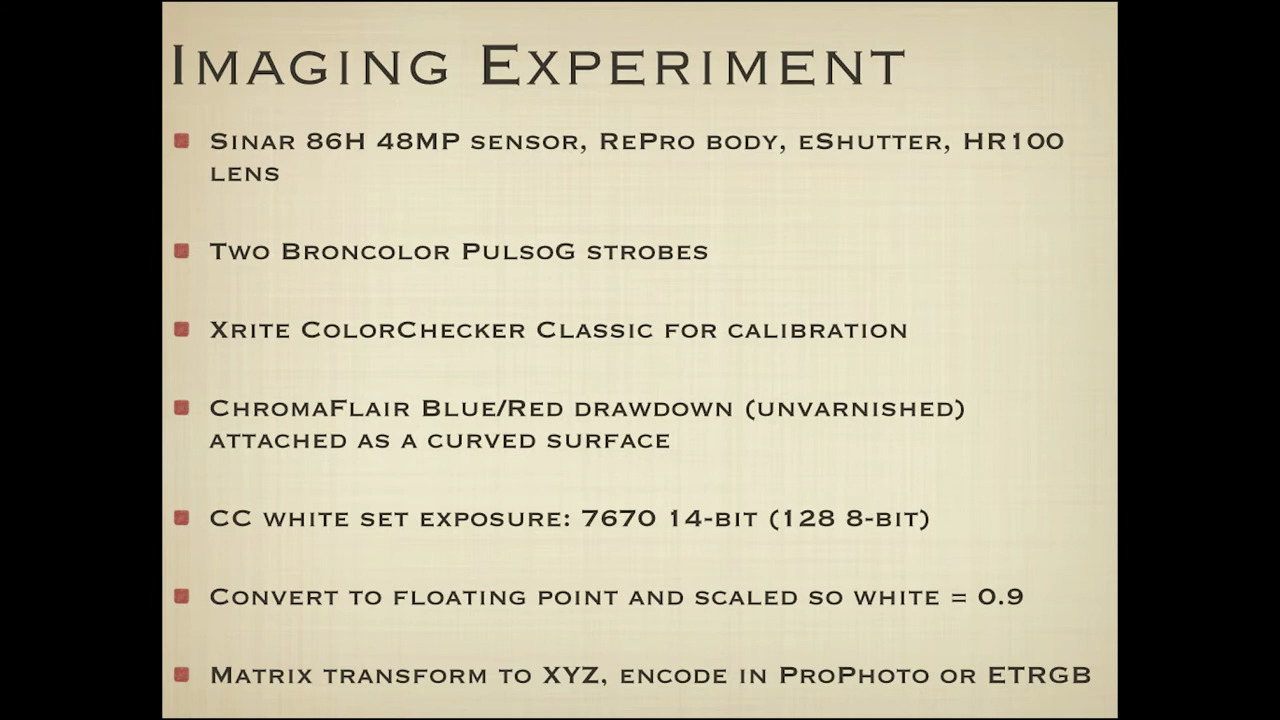 Imaging Experiment
Sinar 86H 48MP sensor, RePro body, eShutter, HR100
lens
Two Broncolor PulsoG strobes
Xrite ColorChecker Classic for calibration
ChromaFlair Blue/Red drawdown (unvarnished)
attached as a curved surface
CC white set exposure: 7670 14-bit (128 8-bit)
Convert to floating point and scaled so white = 0.9
Matrix transform to XYZ, encode in ProPhoto or ETRGB